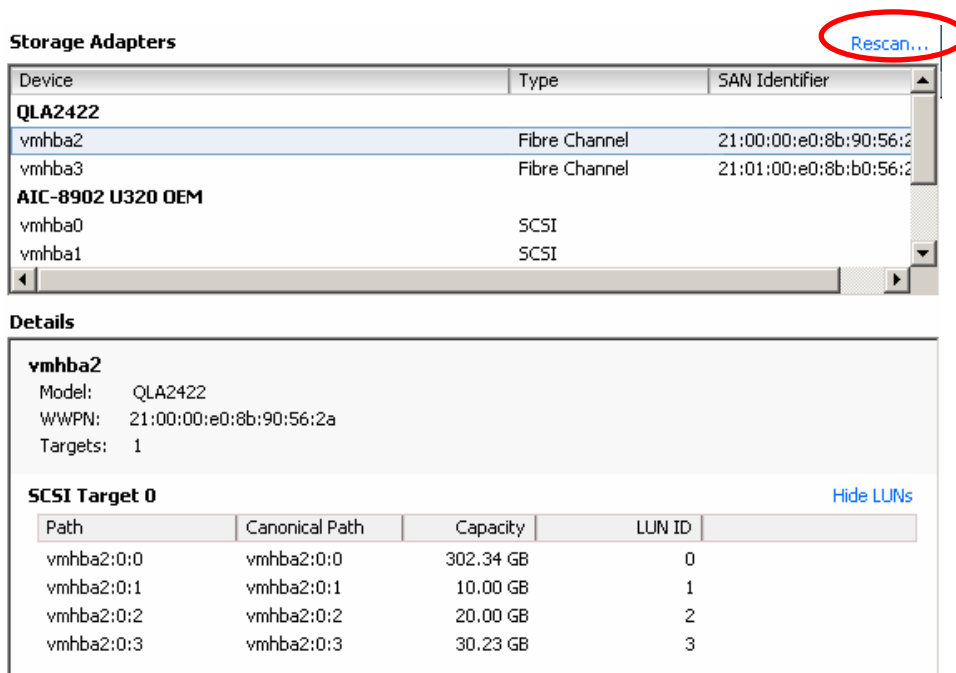 Storage Adapters Rescan...
Device Type SAN Identifier
QLA2422
vmhba2 Fibre Channel 21:00:00:e0:8b:90:56:2
vmhba3 Fibre Channel 21:01:00:e0:8b:b0:56:2
AIC-8902 U320 OEM
vmhba0 SCSI
vmhba1 SCSI
Details
vmhba2
Model: QLA2422
WWPN: 21:00:00:e0:8b:90:56:2a
Targets: 1
SCSI Target 0 Hide LUNs
Path Canonical Path Capacity LUN ID
vmhba2:0:0 vmhba2:0:0 302.34 GB 0
vmhba2:0:1 vmhba2:0:1 10.00 GB 1
vmhba2:0:2 vmhba2:0:2 20.00 GB 2
vmhba2:0:3 vmhba2:0:3 30.23 GB 3